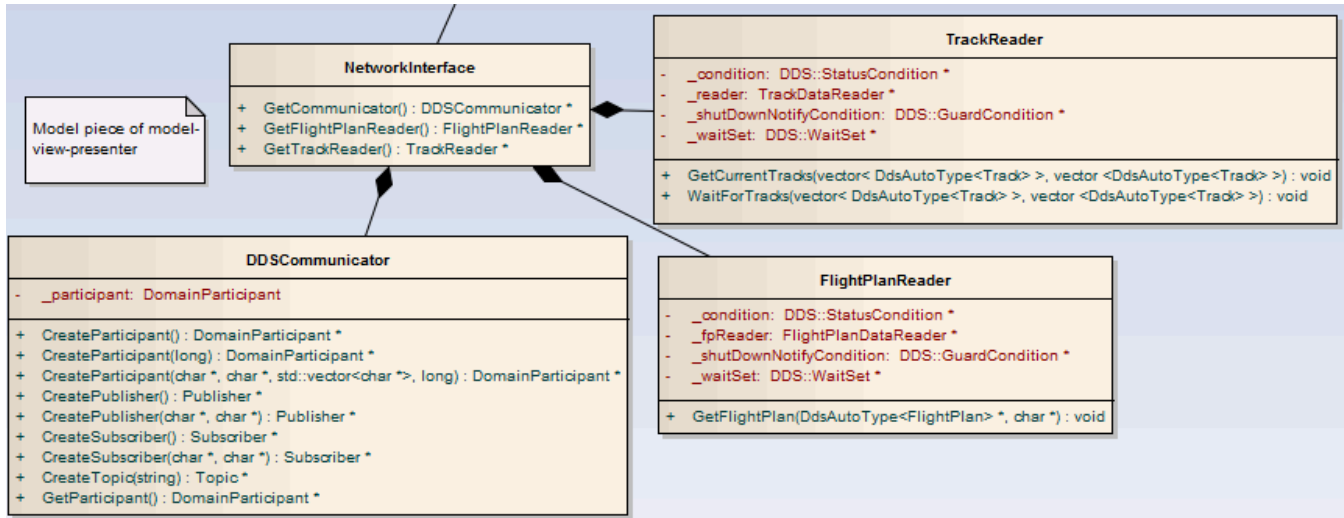 NetworkInterface
+ GetCommunicator() : DDSCommunicator *
+ GetFlightPlanReader() : FlightPlanReader *
+ GetTrackReader() : TrackReader *
TrackReader
- _condition: DDS::StatusCondition *
- _reader: TrackDataReader *
- _shutDownNotifyCondition: DDS::GuardCondition *
- _waitSet: DDS::WaitSet *
+ GetCurrentTracks(vector< DdsAutoType<Track> >, vector <DdsAutoType<Track> >) : void
+ WaitForTracks(vector< DdsAutoType<Track> >, vector <DdsAutoType<Track> >) : void
Model piece of model-
view-presenter
DDSCommunicator
- _participant: DomainParticipant
+ CreateParticipant() : DomainParticipant *
+ CreateParticipant(long) : DomainParticipant *
+ CreateParticipant(char *, char *, std::vector<char *>, long) : DomainParticipant *
+ CreatePublisher() : Publisher *
+ CreatePublisher(char *, char *) : Publisher *
+ CreateSubscriber() : Subscriber *
+ CreateSubscriber(char *, char *) : Subscriber *
+ CreateTopic(string) : Topic *
+ GetParticipant() : DomainParticipant *
FlightPlanReader
- _condition: DDS::StatusCondition *
- _fpReader: FlightPlanDataReader *
- _shutDownNotifyCondition: DDS::GuardCondition *
- _waitSet: DDS::WaitSet *
+ GetFlightPlan(DdsAutoType<FlightPlan> *, char *) : void